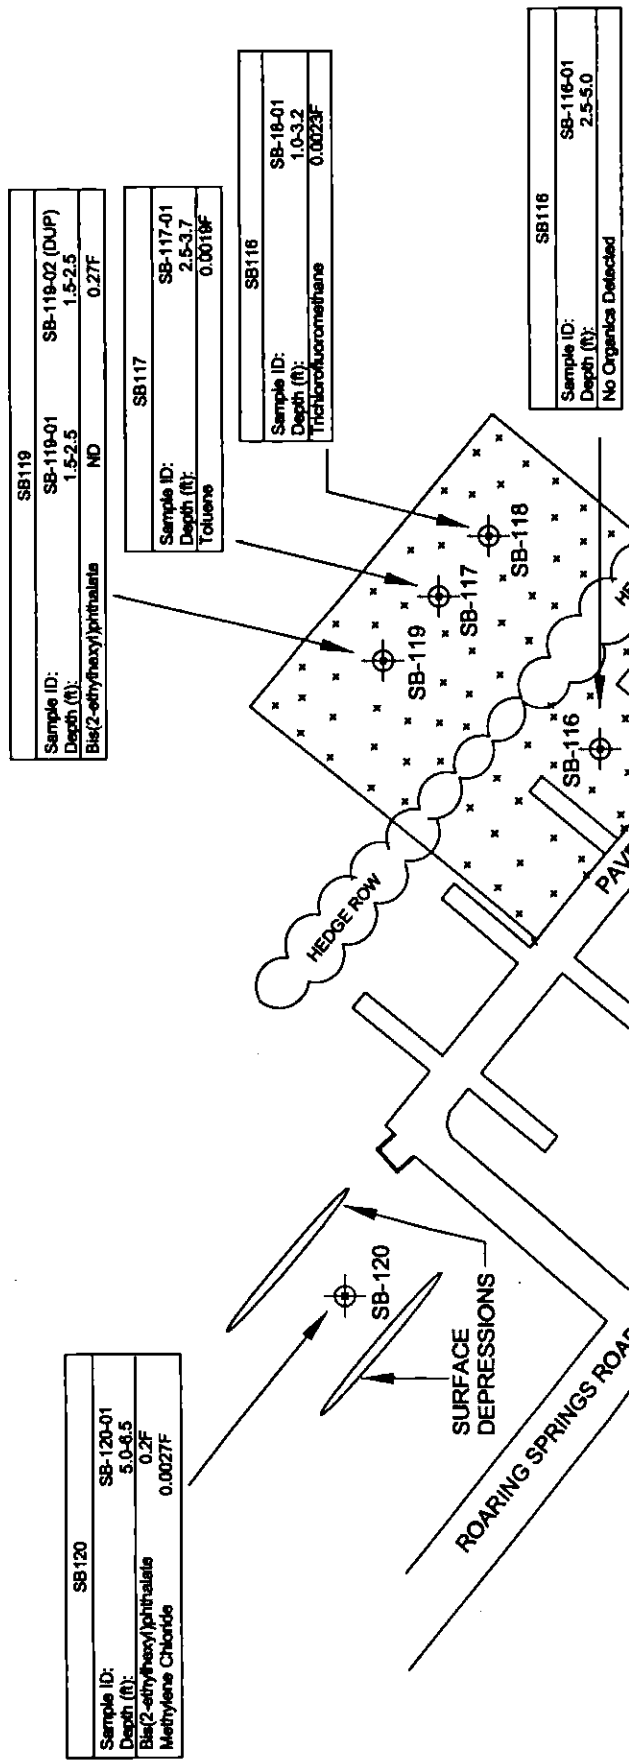 SB120
Sample ID: SB-120-01
Depth (ft): 5.0-6.5
Bis(2-ethylhexyl)phthalate 0.2F
Methylene Chloride 0.0027F
SB119
Sample ID: SB-119-01 SB-119-02 (DUP)
Depth (ft): 1.5-2.5 1.5-2.5
Bis(2-ethylhexyl)phthalate ND 0.27F
SB117
Sample ID: SB-117-01
Depth (ft): 2.5-3.7
Toluene 0.0019F
SB116
Sample ID: SB-18-01
Depth (ft): 1.0-3.2
Trichlorofluoromethane 0.0023F
SB116
Sample ID: SB-116-01
Depth (ft): 2.5-5.0
No Organics Detected
HEDGE ROW
SB-119
SB-117
SB-118
SB-116
SB-120
SURFACE
DEPRESSIONS
ROARING SPRINGS ROAD
PAVE
HE